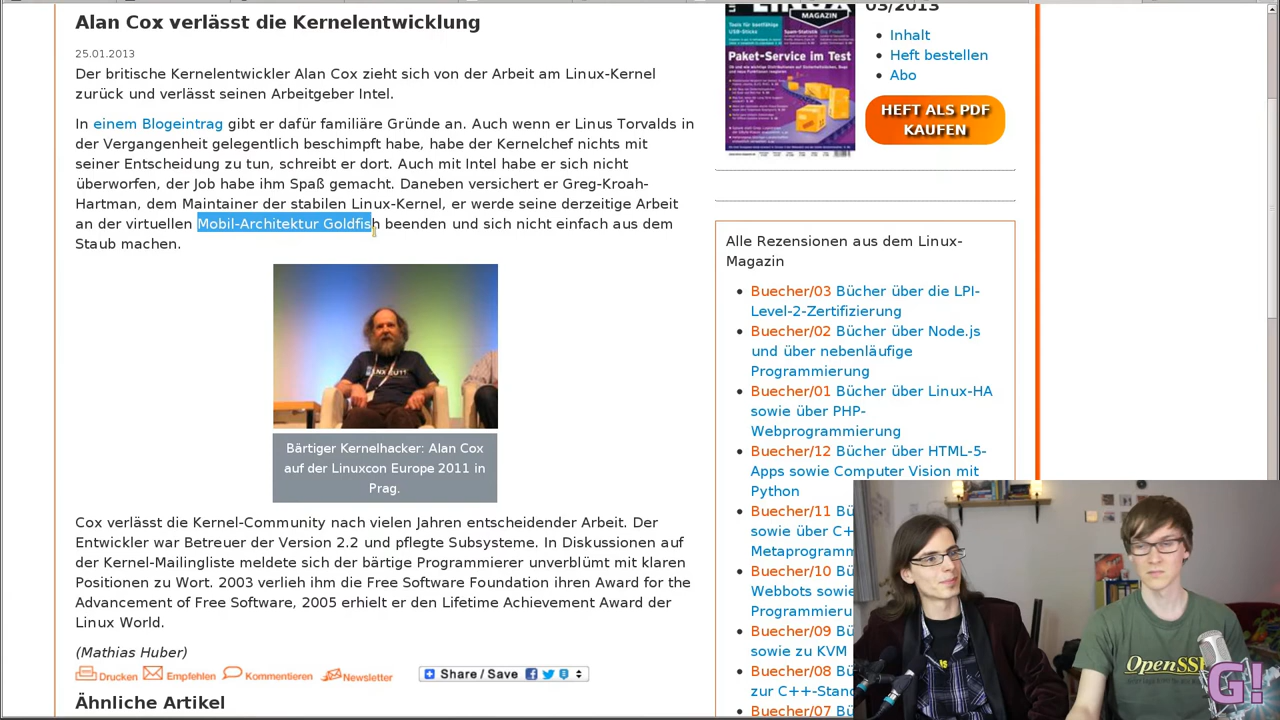 Alan Cox verlässt die Kernelentwicklung
Der britische Kernelentwickler Alan Cox zieht sich von der Arbeit am Linux-Kernel
zurück und verlässt seinen Arbeitgeber Intel.
Blogeintrag gibt er Gründe an. Auch wenn er Linus Torvalds in
der Vergangenheit gelegentlich beschimpft habe, habe der Kernelchef nichts mit
seiner Entscheidung zu tun, schreibt er dort. Auch mit Intel habe er sich nicht
überworfen, der Job habe ihm Spaß gemacht. Daneben versichert er Greg-Kroah-
Hartman, dem Maintainer der stabilen Linux-Kernel, er werde seine derzeitige Arbeit
an der virtuellen Mobil-Architektur Goldfish beenden und sich nicht einfach aus dem
Staub machen.
Bärtiger Kernelhacker: Alan Cox
auf der Linuxcon Europe 2011 in
Prag.
Cox verlässt die Kernel-Community nach vielen Jahren entscheidender Arbeit. Der
Entwickler war Betreuer der Version 2.2 und pflegte Subsysteme. In Diskussionen auf
der Kernel-Mailingliste meldete sich der bärtige Programmierer unverblümt mit klaren
Positionen zu Wort. 2003 verlieh ihm die Free Software Foundation ihren Award for the
Advancement of Free Software, 2005 erhielt er den Lifetime Achievement Award der
Linux World.
(Mathias Huber)
Drucken Empfehlen Kommentieren Newsletter
Share / Save
Ähnliche Artikel
03/2013
MAGAZIN
Paket-Service im Test
Inhalt
Heft bestellen
Abo
HEFT ALS PDF
KAUFEN
Alle Rezensionen aus dem Linux-
Magazin
Buecher/03 Bücher über die LPI-
Level-2-Zertifizierung
Buecher/02 Bücher über Node.js
und über nebenläufige
Programmierung
Buecher/01 Bücher über Linux-HA
sowie über PHP-
Webprogrammierung
Buecher/12 Bücher über HTML-5-
Apps sowie Computer Vision mit
Python
Buecher/11 Bü
sowie über C+
Metaprogramm
Buecher/10 Bü
Webbots sowie
Programmieru
Buecher/09 Bü
sowie zu KVM
Buecher/08 Bü
zur C++-Stand
Buecher/07 Bü
OpenSS
G!